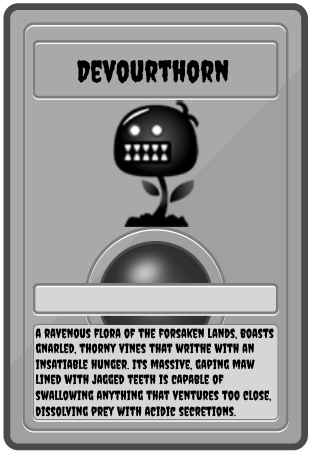 DEVOURTHORN
A RAVENOUS FLORA OF THE FORSAKEN LANDS, BOASTS
GNARLED, THORNY VINES THAT WRITHE WITH AN
INSATIABLE HUNGER. ITS MASSIVE, GAPING MAW
LINED WITH JAGGED TEETH IS CAPABLE OF
SWALLOWING ANYTHING THAT VENTURES TOO CLOSE,
DISSOLVING PREY WITH ACIDIC SECRETIONS.